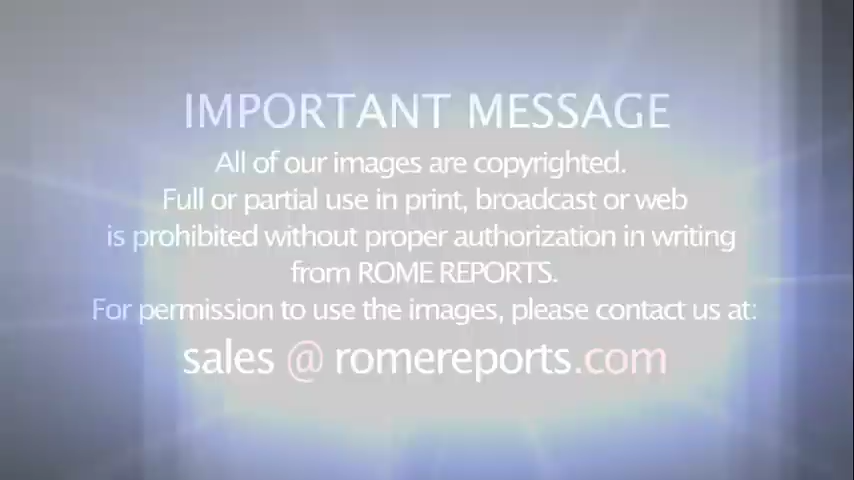 IMPORTANT MESSAGE
All of our images are copyrighted.
Full or partial use in print, broadcast or web
is prohibited without proper authorization in writing
from ROME REPORTS.
For permission to use the images, please contact us at:
sales @ romereports.com